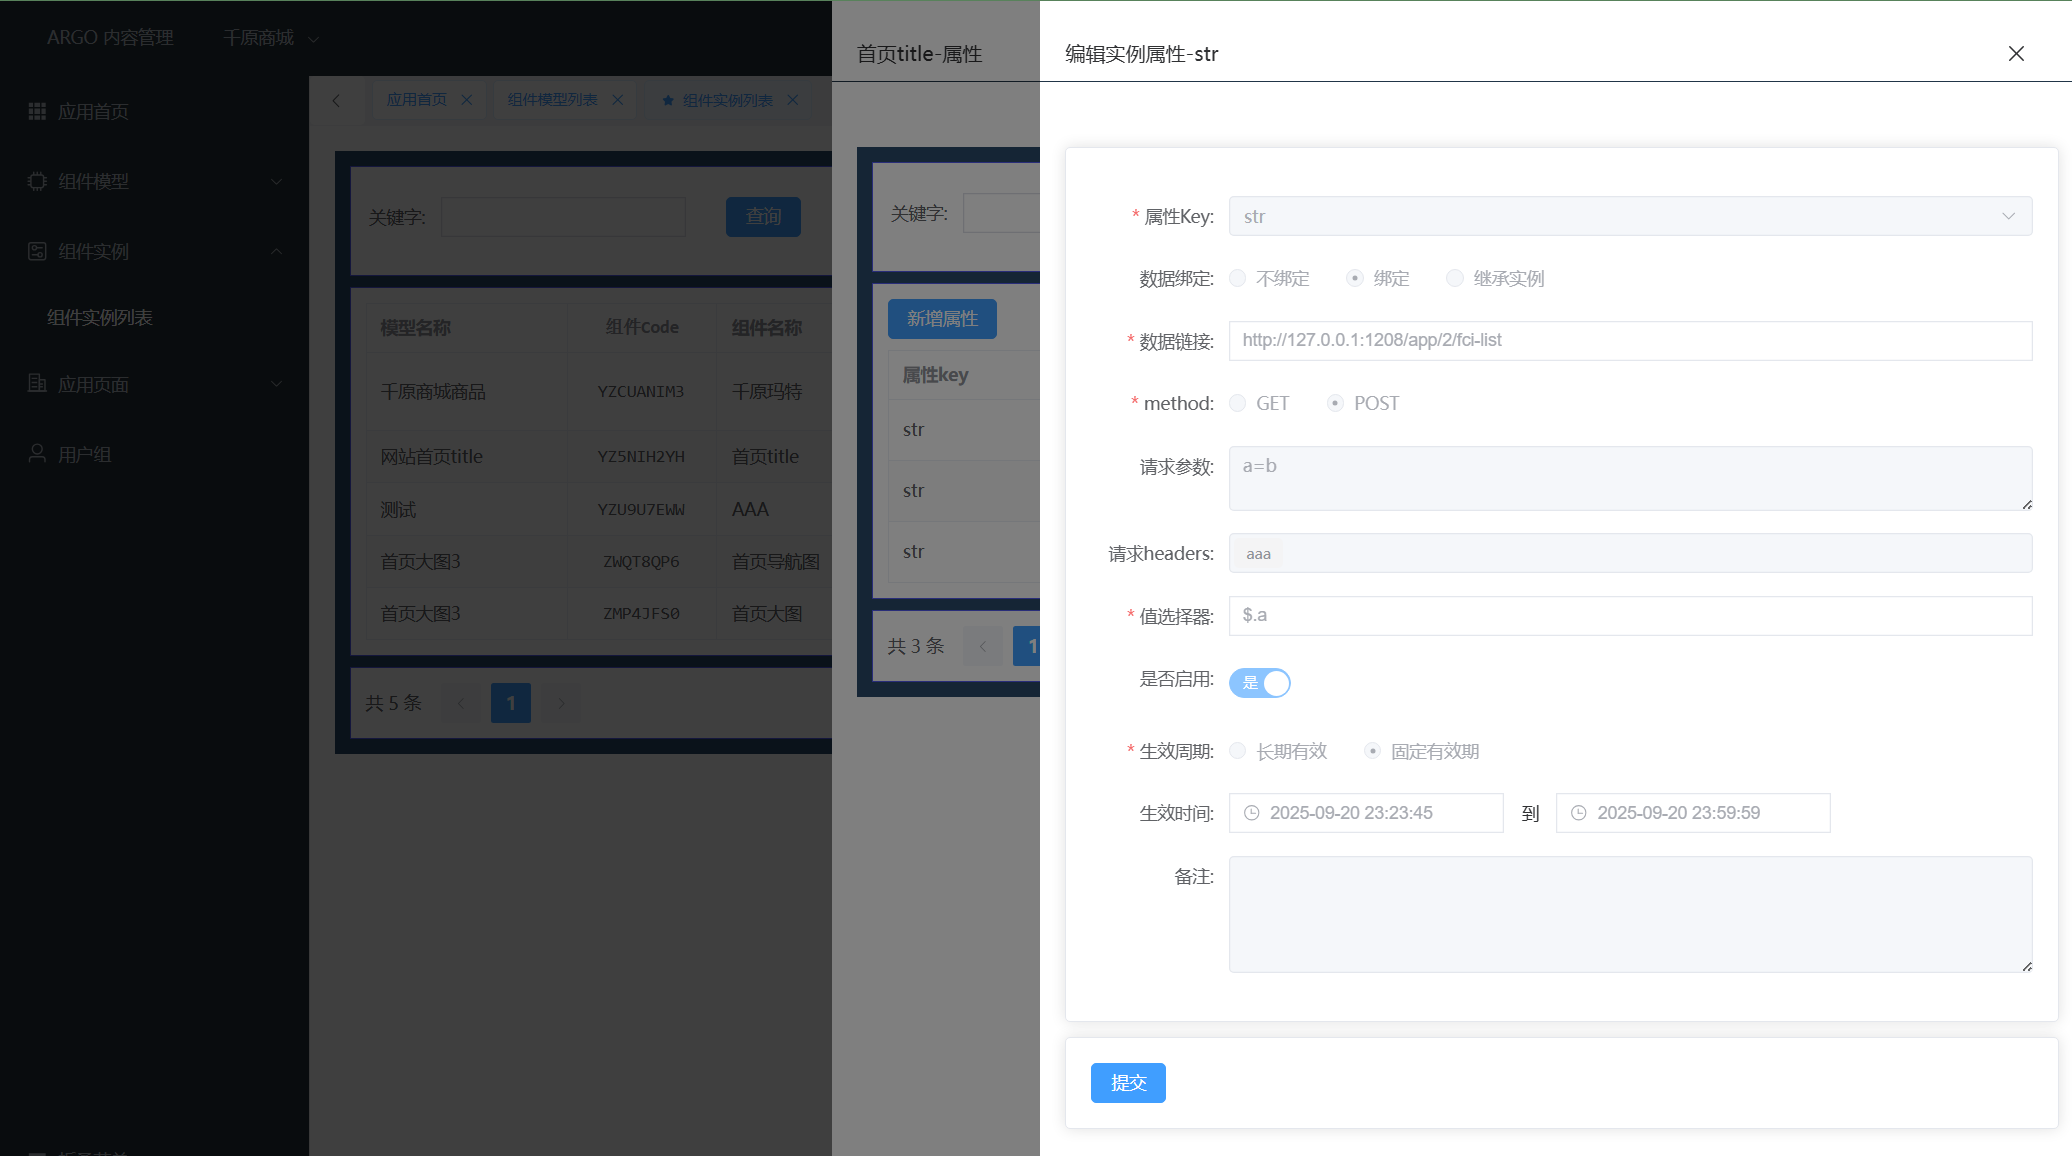 ARGO 内容管理
千原商城
应用首页
组件模型
组件实例
组件实例列表
应用页面
用户组
应用首页
组件模型列表
组件实例列表
关键字:
查询
模型名称 组件Code 组件名称
千原商城商品 YZCUANIM3 千原玛特
网站首页title YZ5NIH2YH 首页title
测试 YZU9U7EWW AAA
首页大图3 ZWQT8QP6 首页导航图
首页大图3 ZMP4JFS0 首页大图
共 5 条
1
首页title-属性
关键字:
新增属性
属性key
str
str
str
共 3 条
1
编辑实例属性-str
* 属性Key: str
数据绑定: 不绑定 绑定 继承实例
* 数据链接: http://127.0.0.1:1208/app/2/fci-list
* method: GET POST
请求参数: a=b
请求headers: aaa
* 值选择器: $.a
是否启用: 是
* 生效周期: 长期有效 固定有效期
生效时间: 2025-09-20 23:23:45 到 2025-09-20 23:59:59
备注:
提交